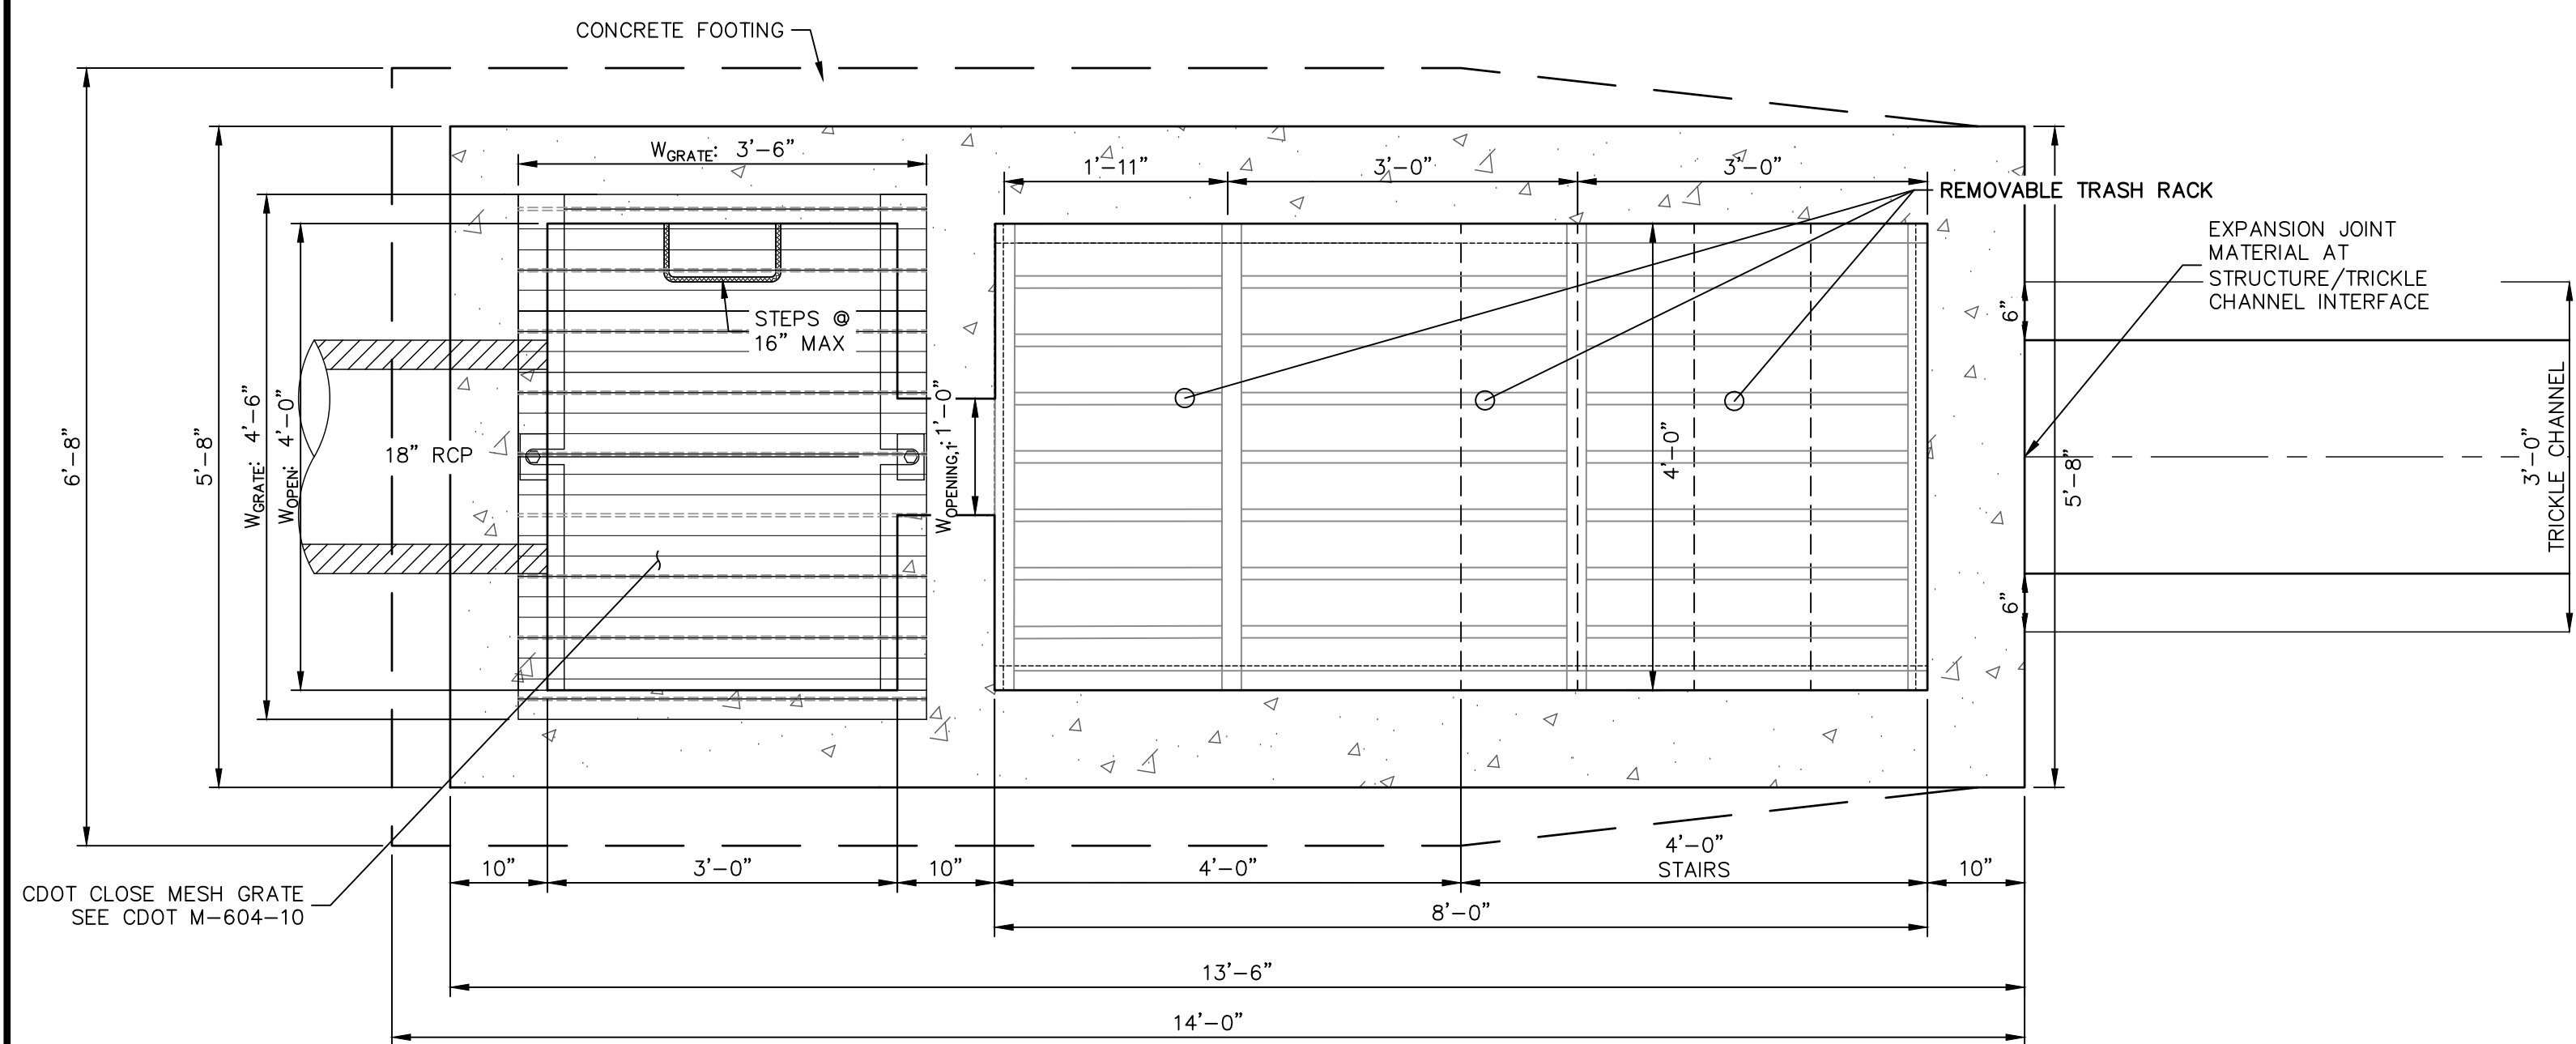 CONCRETE FOOTING
WGRATE: 3'-6"
1'-11"
3'-0"
3'-0"
REMOVABLE TRASH RACK
EXPANSION JOINT
MATERIAL AT
STRUCTURE/TRICKLE
CHANNEL INTERFACE
STEPS @
16" MAX
6"
6'-8"
5'-8"
WGRATE: 4'-6"
WOPEN: 4'-0"
18" RCP
WOPENING,1: 1'-0"
4'-0"
5'-8"
3'-0"
TRICKLE CHANNEL
6"
10"
3'-0"
10"
4'-0"
4'-0"
STAIRS
10"
CDOT CLOSE MESH GRATE
SEE CDOT M-604-10
8'-0"
13'-6"
14'-0"